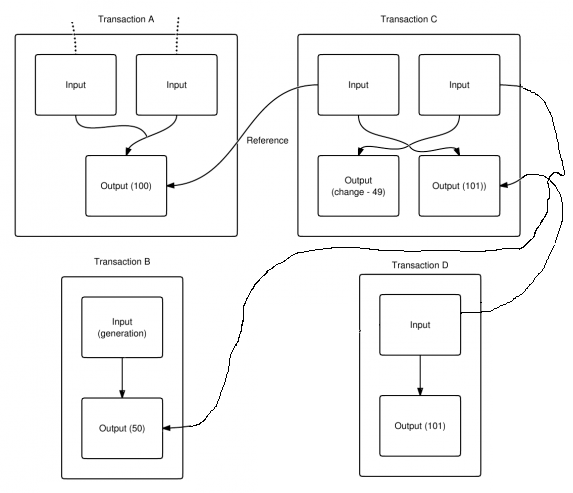 Transaction A
Transaction C
Input
Input
Input
Input
Reference
Output (100)
Output
(change - 49)
Output (101))
Transaction B
Transaction D
Input
(generation)
Input
Output (50)
Output (101)